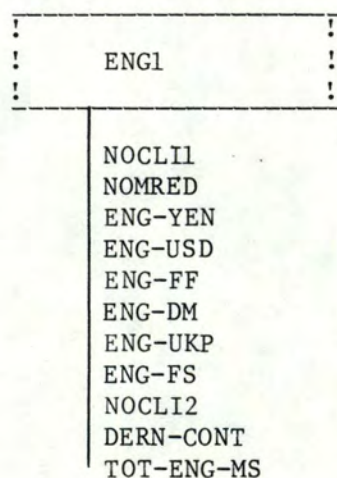 ENG1
NOCLI1
NOMRED
ENG-YEN
ENG-USD
ENG-FF
ENG-DM
ENG-UKP
ENG-FS
NOCLI2
DERN-CONT
TOT-ENG-MS